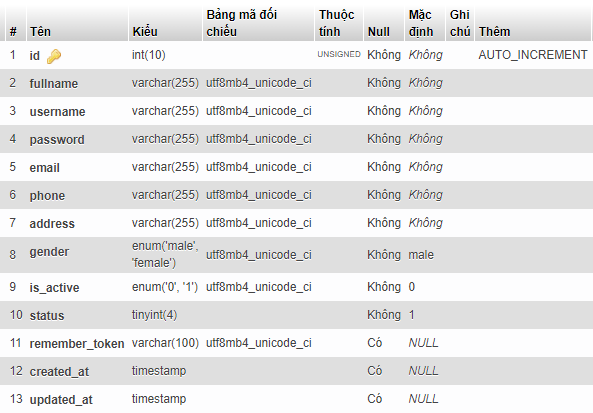 # Tên Kiểu Bảng mã đối chiếu Thuộc tính Null Mặc định Ghi chú Thêm
1 id int(10) UNSIGNED Không Không AUTO_INCREMENT
2 fullname varchar(255) utf8mb4_unicode_ci Không Không
3 username varchar(255) utf8mb4_unicode_ci Không Không
4 password varchar(255) utf8mb4_unicode_ci Không Không
5 email varchar(255) utf8mb4_unicode_ci Không Không
6 phone varchar(255) utf8mb4_unicode_ci Không Không
7 address varchar(255) utf8mb4_unicode_ci Không Không
8 gender enum('male', 'female') utf8mb4_unicode_ci Không male
9 is_active enum('0', '1') utf8mb4_unicode_ci Không 0
10 status tinyint(4) Không 1
11 remember_token varchar(100) utf8mb4_unicode_ci Có NULL
12 created_at timestamp Có NULL
13 updated_at timestamp Có NULL